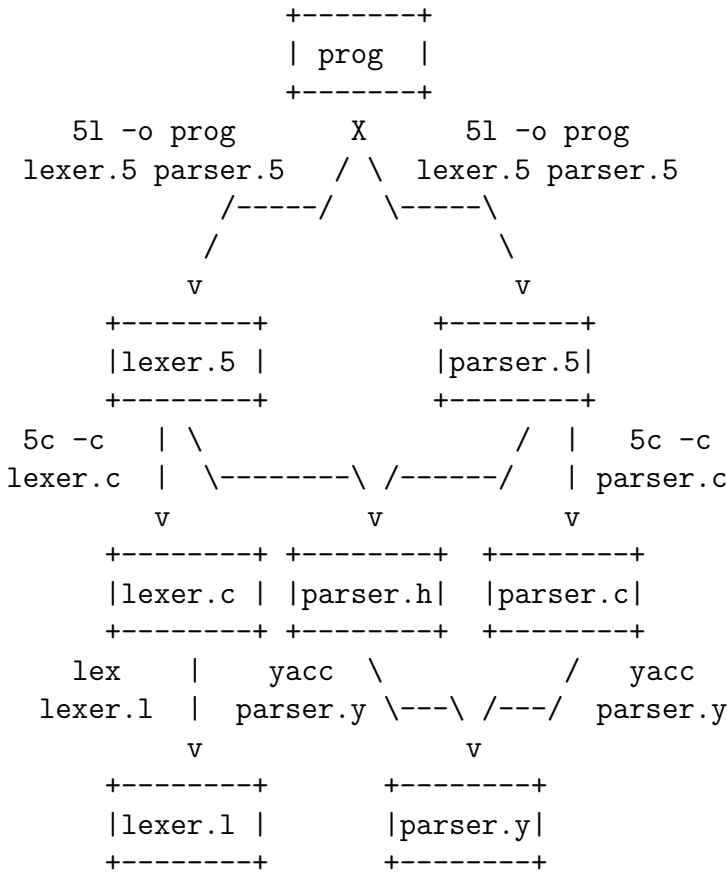 +-------+
| prog  |
+-------+
5l -o prog       X      5l -o prog
lexer.5 parser.5   / \  lexer.5 parser.5
/-----/   \-----\
/                 \
v                   v
+--------+          +--------+
|lexer.5 |          |parser.5|
+--------+          +--------+
5c -c   | \                   /  |   5c -c
lexer.c  |  \--------\ /------/   | parser.c
v            v           v
+--------+ +--------+  +--------+
|lexer.c | |parser.h|  |parser.c|
+--------+ +--------+  +--------+
lex    |   yacc  \           /   yacc
lexer.l  |  parser.y \---\ /---/  parser.y
v                v
+--------+       +--------+
|lexer.l |       |parser.y|
+--------+       +--------+